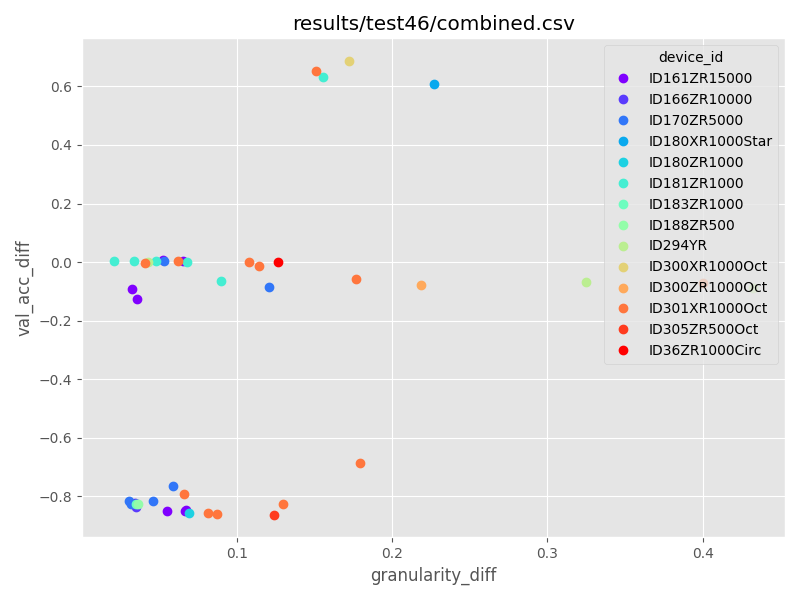 results/test46/combined.csv
device_id
ID161ZR15000
ID166ZR10000
ID170ZR5000
ID180XR1000Star
ID180ZR1000
ID181ZR1000
ID183ZR1000
ID188ZR500
ID294YR
ID300XR1000Oct
ID300ZR1000Oct
ID301XR1000Oct
ID305ZR500Oct
ID36ZR1000Circ
val_acc_diff
0.6
0.4
0.2
0.0
−0.2
−0.4
−0.6
−0.8
0.1 0.2 0.3 0.4
granularity_diff